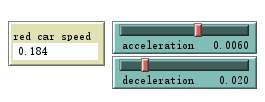 red car speed
0.184
acceleration 0.0060
deceleration 0.020